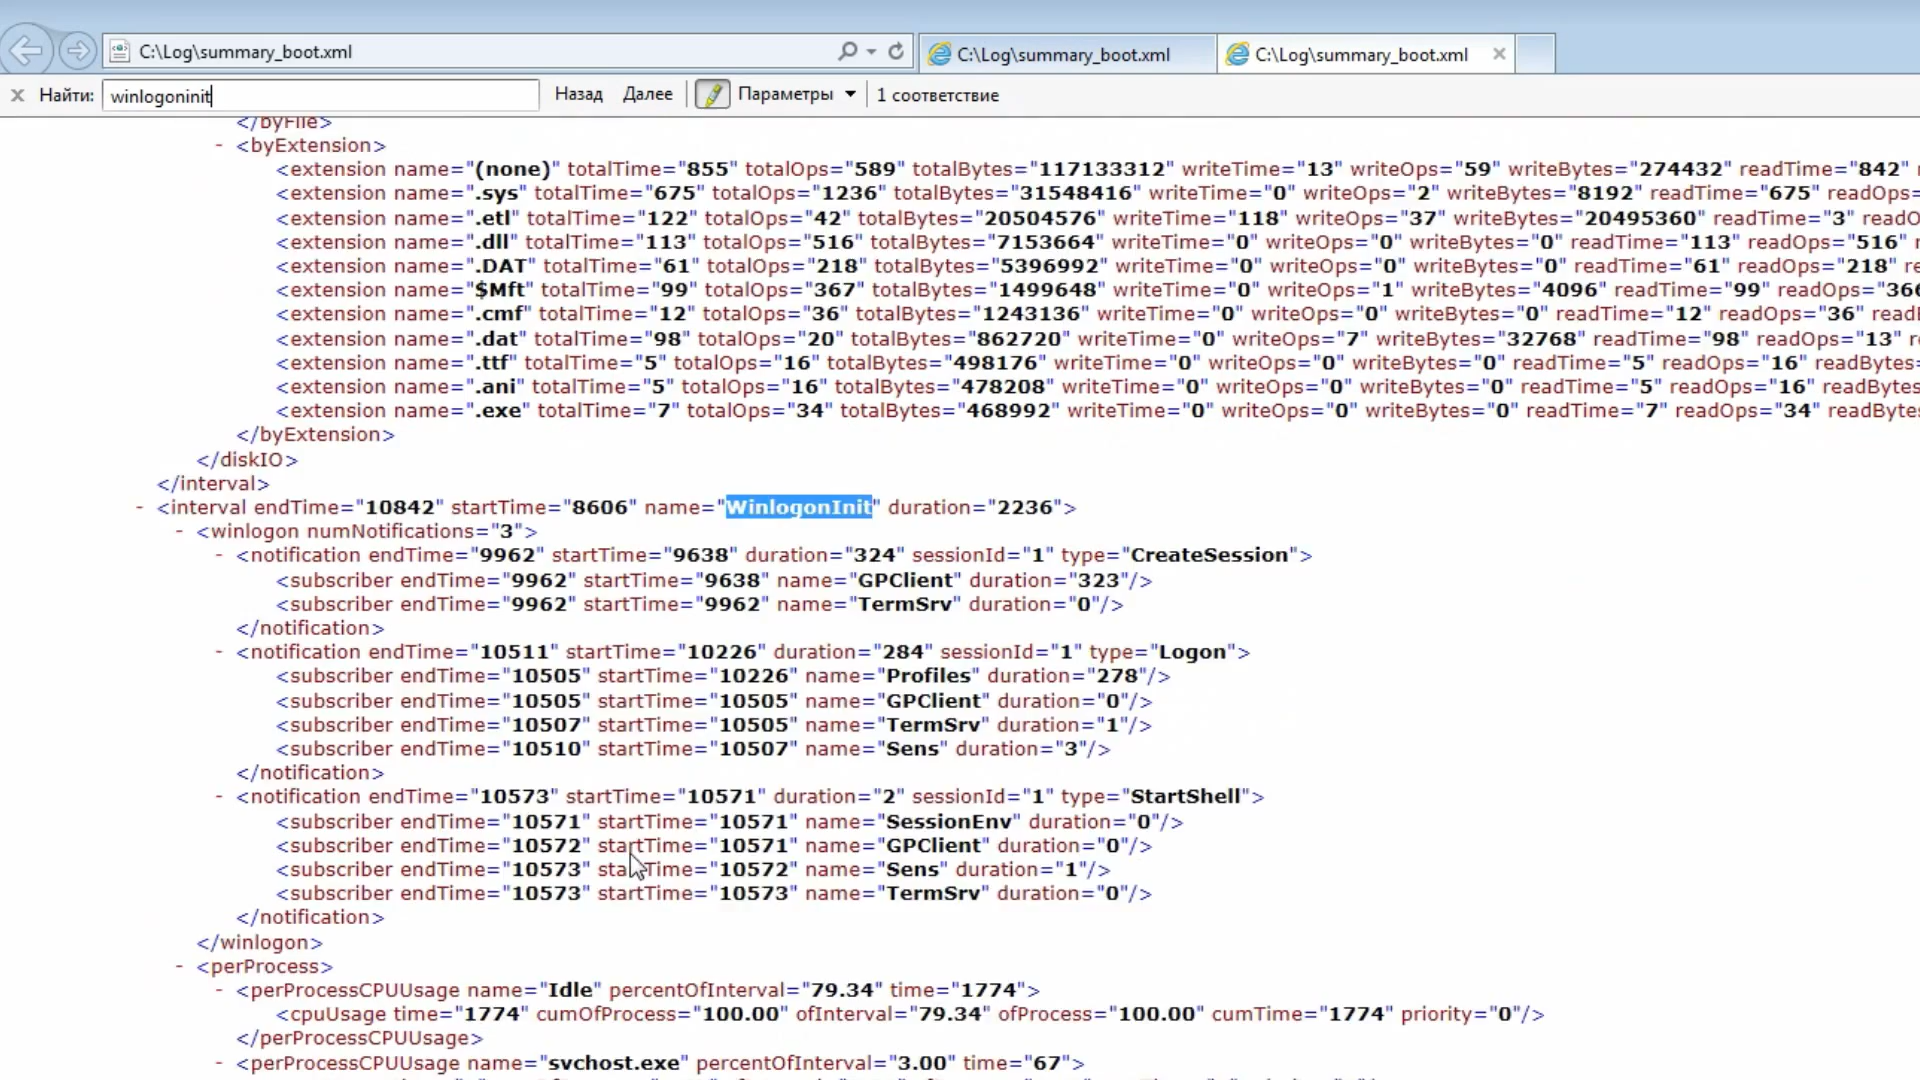 C:\Log\summary_boot.xml C:\Log\summary_boot.xml C:\Log\summary_boot.xml
Найти: winlogoninit Назад Далее Параметры 1 соответствие
</byFile>
- <byExtension>
<extension name="(none)" totalTime="855" totalOps="589" totalBytes="117133312" writeTime="13" writeOps="59" writeBytes="274432" readTime="842"
<extension name=".sys" totalTime="675" totalOps="1236" totalBytes="31548416" writeTime="0" writeOps="2" writeBytes="8192" readTime="675" readOps=
<extension name=".etl" totalTime="122" totalOps="42" totalBytes="20504576" writeTime="118" writeOps="37" writeBytes="20495360" readTime="3" readO
<extension name=".dll" totalTime="113" totalOps="516" totalBytes="7153664" writeTime="0" writeOps="0" writeBytes="0" readTime="113" readOps="516"
<extension name=".DAT" totalTime="61" totalOps="218" totalBytes="5396992" writeTime="0" writeOps="0" writeBytes="0" readTime="61" readOps="218" re
<extension name="$Mft" totalTime="99" totalOps="367" totalBytes="1499648" writeTime="0" writeOps="1" writeBytes="4096" readTime="99" readOps="366
<extension name=".cmf" totalTime="12" totalOps="36" totalBytes="1243136" writeTime="0" writeOps="0" writeBytes="0" readTime="12" readOps="36" read
<extension name=".dat" totalTime="98" totalOps="20" totalBytes="862720" writeTime="0" writeOps="7" writeBytes="32768" readTime="98" readOps="13" r
<extension name=".ttf" totalTime="5" totalOps="16" totalBytes="498176" writeTime="0" writeOps="0" writeBytes="0" readTime="5" readOps="16" readBytes=
<extension name=".ani" totalTime="5" totalOps="16" totalBytes="478208" writeTime="0" writeOps="0" writeBytes="0" readTime="5" readOps="16" readBytes
<extension name=".exe" totalTime="7" totalOps="34" totalBytes="468992" writeTime="0" writeOps="0" writeBytes="0" readTime="7" readOps="34" readBytes
</byExtension>
</diskIO>
</interval>
- <interval endTime="10842" startTime="8606" name="WinlogonInit" duration="2236">
- <winlogon numNotifications="3">
- <notification endTime="9962" startTime="9638" duration="324" sessionId="1" type="CreateSession">
<subscriber endTime="9962" startTime="9638" name="GPClient" duration="323"/>
<subscriber endTime="9962" startTime="9962" name="TermSrv" duration="0"/>
</notification>
- <notification endTime="10511" startTime="10226" duration="284" sessionId="1" type="Logon">
<subscriber endTime="10505" startTime="10226" name="Profiles" duration="278"/>
<subscriber endTime="10505" startTime="10505" name="GPClient" duration="0"/>
<subscriber endTime="10507" startTime="10505" name="TermSrv" duration="1"/>
<subscriber endTime="10510" startTime="10507" name="Sens" duration="3"/>
</notification>
- <notification endTime="10573" startTime="10571" duration="2" sessionId="1" type="StartShell">
<subscriber endTime="10571" startTime="10571" name="SessionEnv" duration="0"/>
<subscriber endTime="10572" startTime="10571" name="GPClient" duration="0"/>
<subscriber endTime="10573" startTime="10572" name="Sens" duration="1"/>
<subscriber endTime="10573" startTime="10573" name="TermSrv" duration="0"/>
</notification>
</winlogon>
- <perProcess>
- <perProcessCPUUsage name="Idle" percentOfInterval="79.34" time="1774">
<cpuUsage time="1774" cumOfProcess="100.00" ofInterval="79.34" ofProcess="100.00" cumTime="1774" priority="0"/>
</perProcessCPUUsage>
- <perProcessCPUUsage name="svchost.exe" percentOfInterval="3.00" time="67">